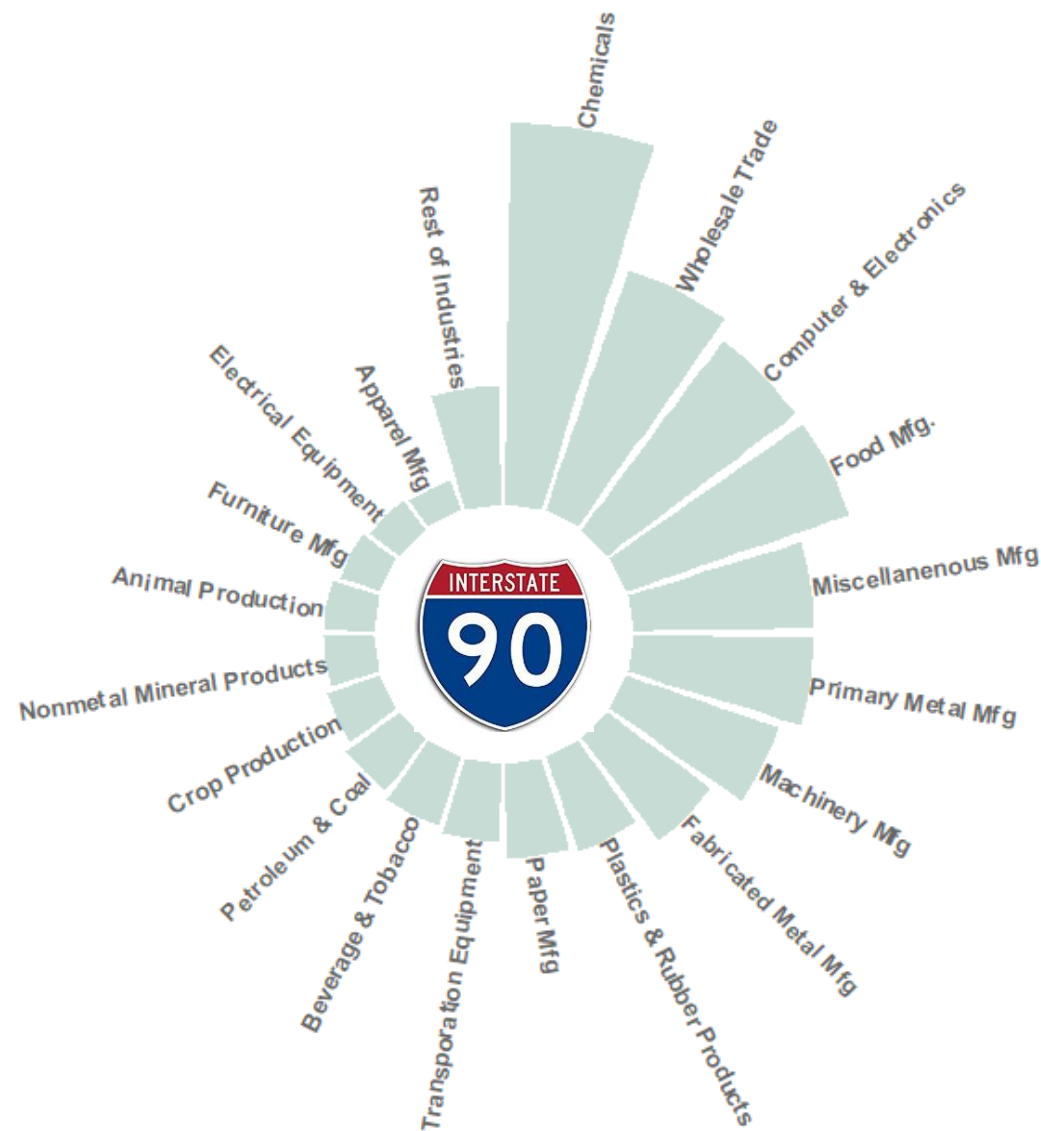 Chemicals
Wholesale Trade
Computer & Electronics
Food Mfg.
Miscellanenous Mfg
Primary Metal Mfg
Machinery Mfg
Fabricated Metal Mfg
Plastics & Rubber Products
Paper Mfg
Transporation Equipment
Beverage & Tobacco
Petroleum & Coal
Crop Production
Nonmetal Mineral Products
Animal Production
Furniture Mfg
Electrical Equipment
Apparel Mfg
Rest of Industries
INTERSTATE
90